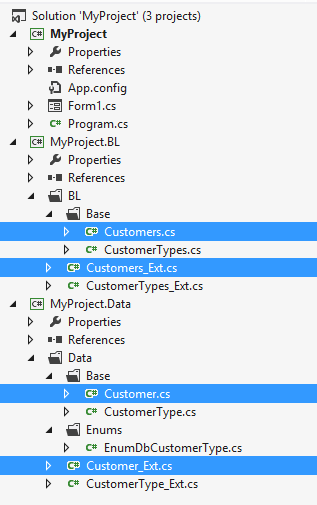 Solution 'MyProject' (3 projects)
C# MyProject
Properties
References
App.config
Form1.cs
C# Program.cs
C# MyProject.BL
Properties
References
BL
Base
C# Customers.cs
C# CustomerTypes.cs
C# Customers_Ext.cs
C# CustomerTypes_Ext.cs
C# MyProject.Data
Properties
References
Data
Base
C# Customer.cs
C# CustomerType.cs
Enums
C# EnumDbCustomerType.cs
C# Customer_Ext.cs
C# CustomerType_Ext.cs